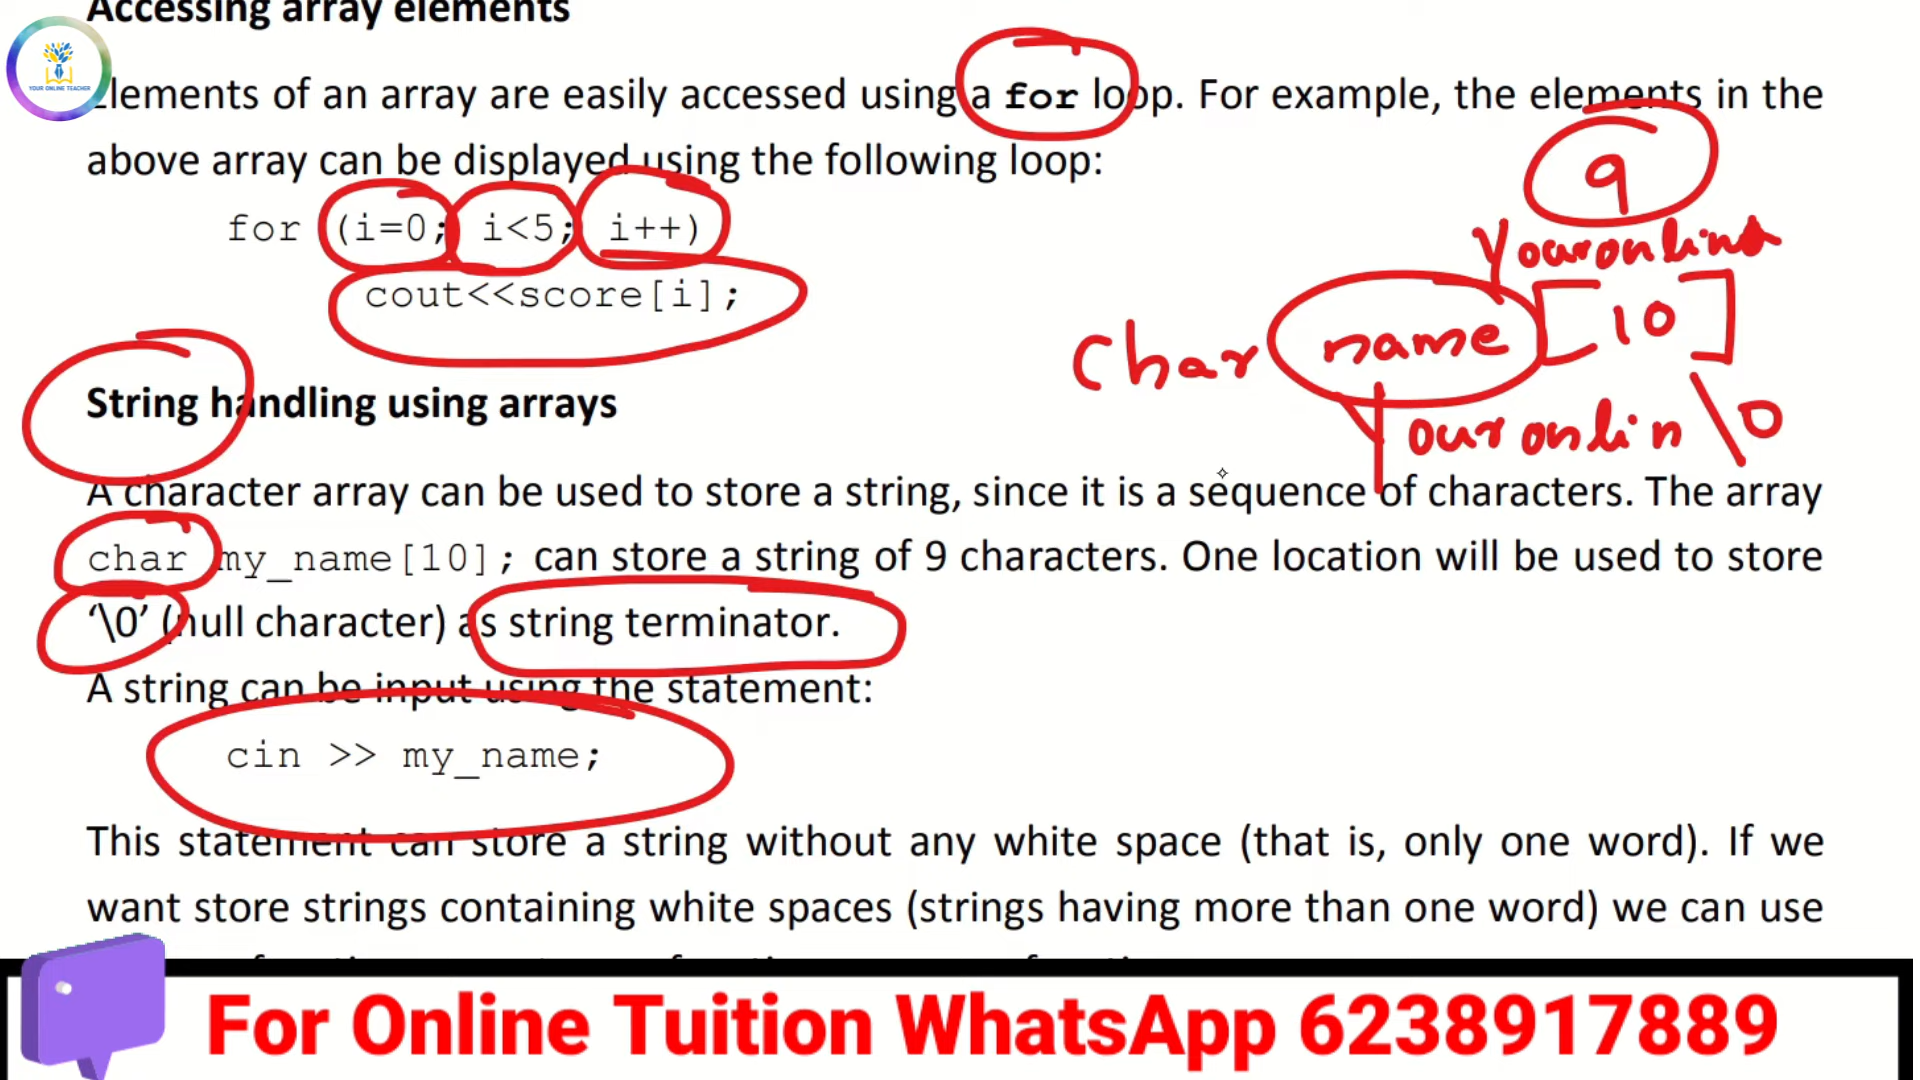 Accessing array elements
YOUR ONLINE TEACHER
Elements of an array are easily accessed using a for loop. For example, the elements in the
above array can be displayed using the following loop:
9
for (i=0; i<5; i++)
Youronline
cout<<score[i];
Char name [10]
String handling using arrays
Youronlin \0
A character array can be used to store a string, since it is a sequence of characters. The array
char my_name[10]; can store a string of 9 characters. One location will be used to store
‘\0’ (null character) as string terminator.
A string can be input using the statement:
cin >> my_name;
This statement can store a string without any white space (that is, only one word). If we
want store strings containing white spaces (strings having more than one word) we can use
For Online Tuition WhatsApp 6238917889